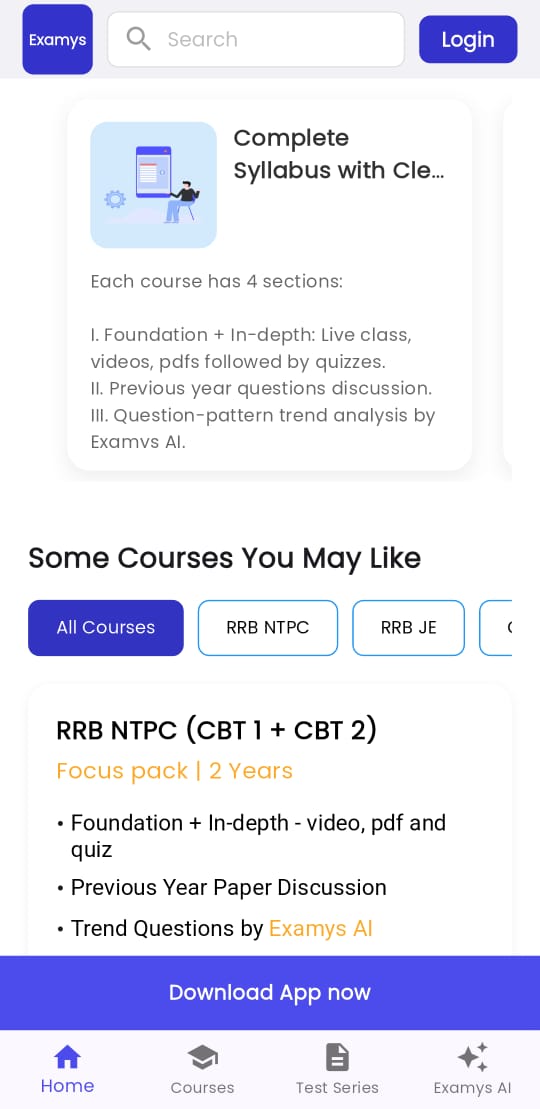 Examys
Search
Login
Complete
Syllabus with Cle...
Each course has 4 sections:
I. Foundation + In-depth: Live class,
videos, pdfs followed by quizzes.
II. Previous year questions discussion.
III. Question-pattern trend analysis by
Examys AI.
Some Courses You May Like
All Courses
RRB NTPC
RRB JE
RRB NTPC (CBT 1 + CBT 2)
Focus pack | 2 Years
• Foundation + In-depth - video, pdf and
quiz
• Previous Year Paper Discussion
• Trend Questions by Examys AI
Download App now
Home
Courses
Test Series
Examys AI